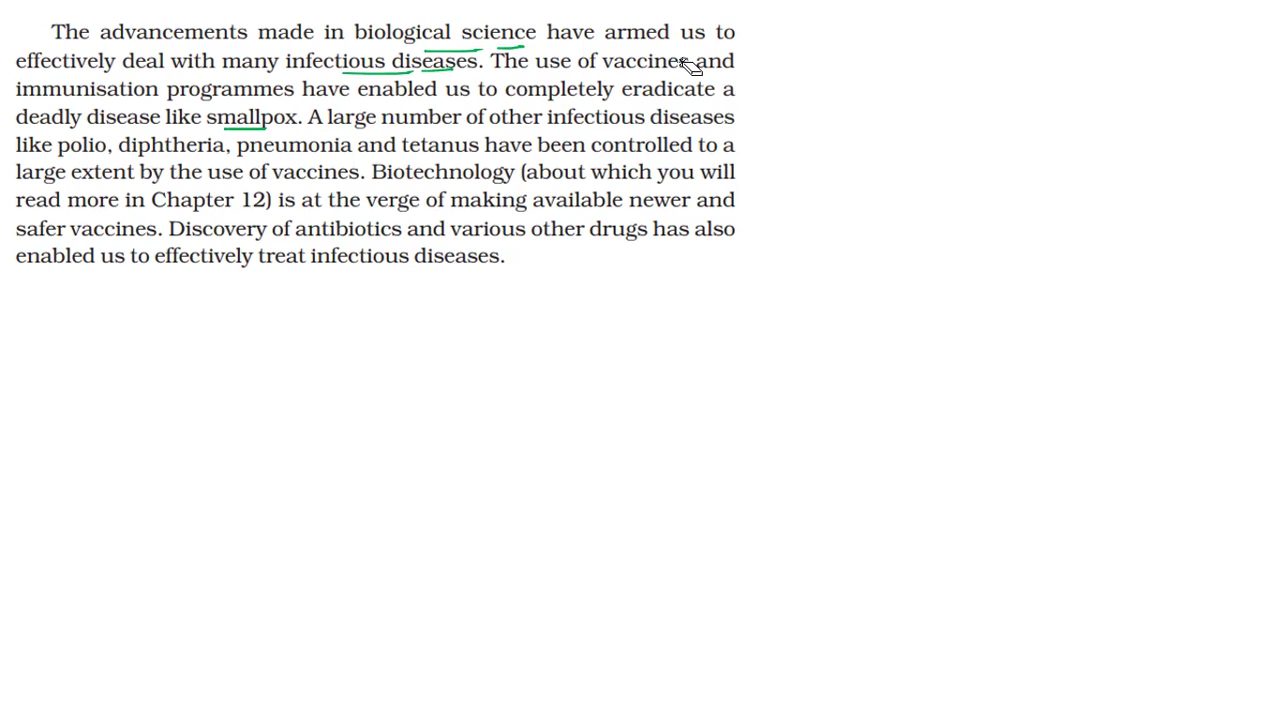 The advancements made in biological science have armed us to
effectively deal with many infectious diseases. The use of vaccines and
immunisation programmes have enabled us to completely eradicate a
deadly disease like smallpox. A large number of other infectious diseases
like polio, diphtheria, pneumonia and tetanus have been controlled to a
large extent by the use of vaccines. Biotechnology (about which you will
read more in Chapter 12) is at the verge of making available newer and
safer vaccines. Discovery of antibiotics and various other drugs has also
enabled us to effectively treat infectious diseases.